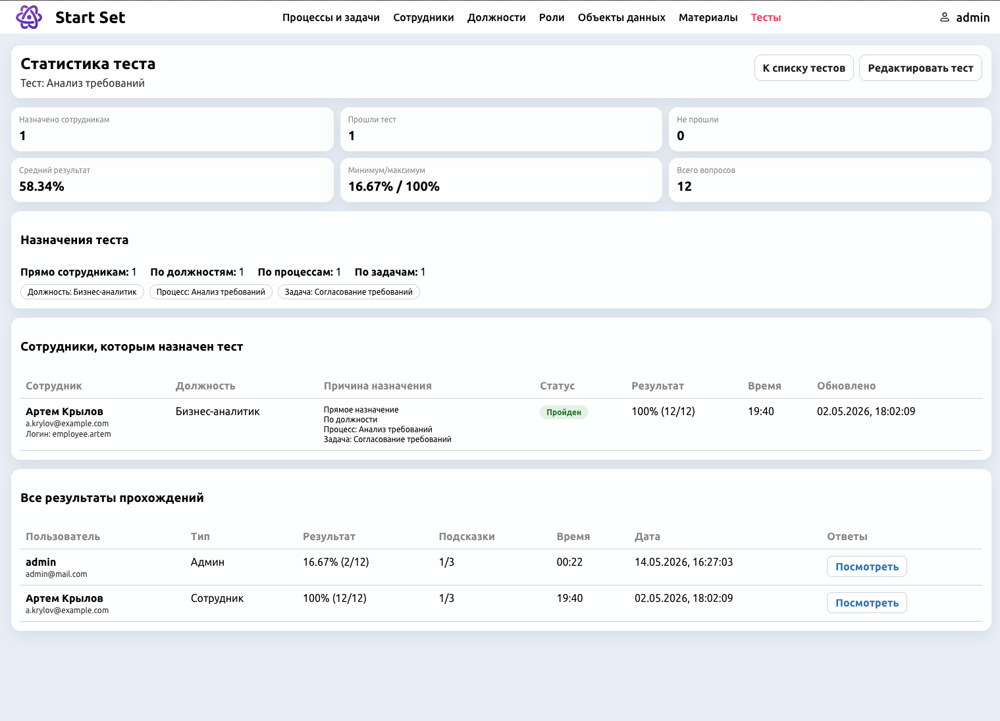 Start Set
Процессы и задачи Сотрудники Должности Роли Объекты данных Материалы Тесты
admin
Статистика теста
Тест: Анализ требований
К списку тестов Редактировать тест
Назначено сотрудникам
1
Прошли тест
1
Не прошли
0
Средний результат
58.34%
Минимум/максимум
16.67% / 100%
Всего вопросов
12
Назначения теста
Прямо сотрудникам: 1 По должностям: 1 По процессам: 1 По задачам: 1
Должность: Бизнес-аналитик Процесс: Анализ требований Задача: Согласование требований
Сотрудники, которым назначен тест
Сотрудник Должность Причина назначения Статус Результат Время Обновлено
Артем Крылов
a.krylov@example.com
Логин: employee.artem
Бизнес-аналитик
Прямое назначение
По должности
Процесс: Анализ требований
Задача: Согласование требований
Пройден
100% (12/12)
19:40
02.05.2026, 18:02:09
Все результаты прохождений
Пользователь Тип Результат Подсказки Время Дата Ответы
admin
admin@mail.com
Админ 16.67% (2/12) 1/3 00:22 14.05.2026, 16:27:03 Посмотреть
Артем Крылов
a.krylov@example.com
Сотрудник 100% (12/12) 1/3 19:40 02.05.2026, 18:02:09 Посмотреть